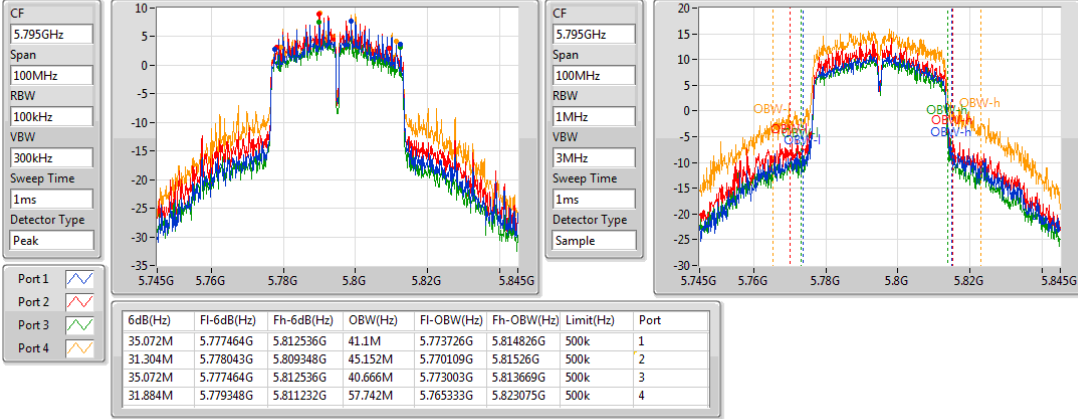 CF
5.795GHz
Span
100MHz
RBW
100kHz
VBW
300kHz
Sweep Time
1ms
Detector Type
Peak
10
5
0
-5
-10
-15
-20
-25
-30
-35
5.745G 5.76G 5.78G 5.8G 5.82G 5.845G
CF
5.795GHz
Span
100MHz
RBW
1MHz
VBW
3MHz
Sweep Time
1ms
Detector Type
Sample
20
15
10
5
0
-5
-10
-15
-20
-25
-30
OBW-h
OBW-h
OBW-h
OBW-h
OBW-l
5.745G 5.76G 5.78G 5.8G 5.82G 5.845G
Port 1
Port 2
Port 3
Port 4
6dB(Hz) Fl-6dB(Hz) Fh-6dB(Hz) OBW(Hz) Fl-OBW(Hz) Fh-OBW(Hz) Limit(Hz) Port
35.072M 5.777464G 5.812536G 41.1M 5.773726G 5.814826G 500k 1
31.304M 5.778043G 5.809348G 45.152M 5.770109G 5.81526G 500k 2
35.072M 5.777464G 5.812536G 40.666M 5.773003G 5.813669G 500k 3
31.884M 5.779348G 5.811232G 57.742M 5.765333G 5.823075G 500k 4